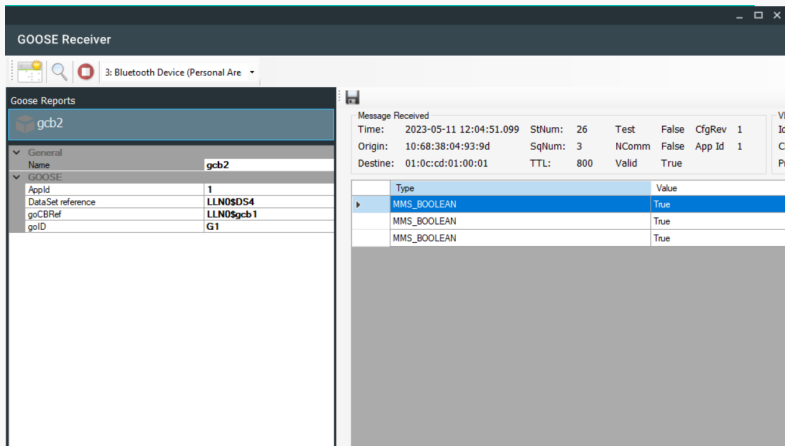 GOOSE Receiver
3: Bluetooth Device (Personal Are
Goose Reports
gcb2
General
Name gcb2
GOOSE
AppId 1
DataSet reference LLN0$DS4
goCBRef LLN0$gcb1
goID G1
Message Received
Time: 2023-05-11 12:04:51.099 StNum: 26 Test False CfgRev 1
Origin: 10:68:38:04:93:9d SqNum: 3 NComm False App Id 1
Destine: 01:0c:cd:01:00:01 TTL: 800 Valid True
Type Value
MMS_BOOLEAN True
MMS_BOOLEAN True
MMS_BOOLEAN True